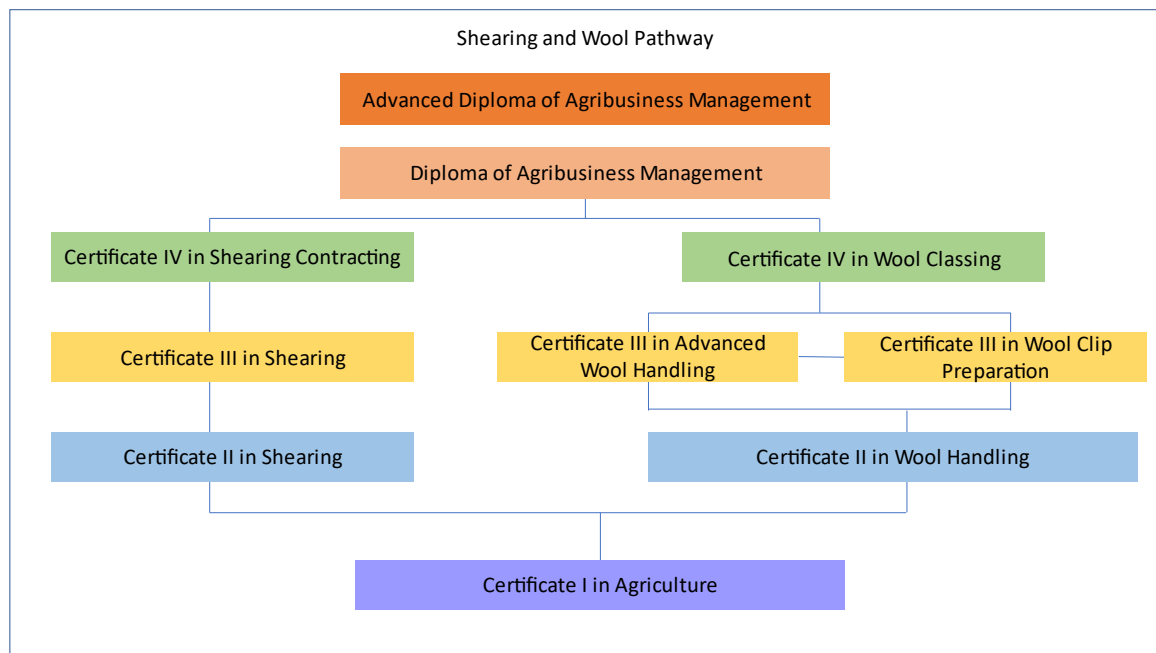 Shearing and Wool Pathway
Advanced Diploma of Agribusiness Management
Diploma of Agribusiness Management
Certificate IV in Shearing Contracting
Certificate IV in Wool Classing
Certificate III in Shearing
Certificate III in Advanced
Wool Handling
Certificate III in Wool Clip
Preparation
Certificate II in Shearing
Certificate II in Wool Handling
Certificate I in Agriculture